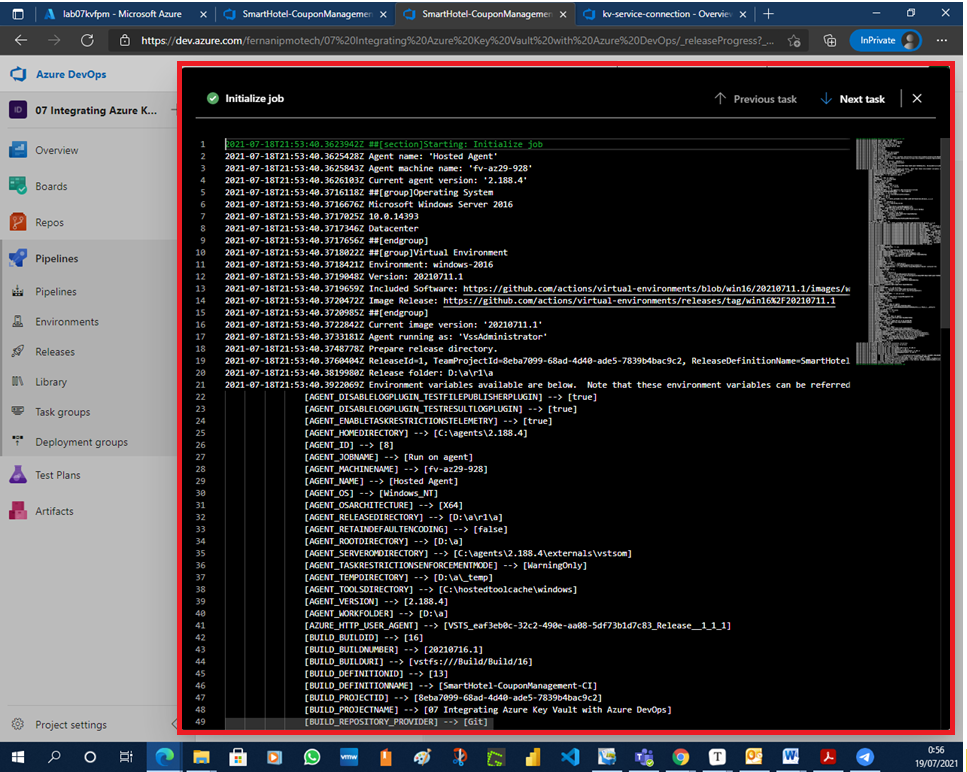 lab07kvfpm - Microsoft Azure
SmartHotel-CouponManagemen
SmartHotel-CouponManagemen
kv-service-connection - Overview
https://dev.azure.com/fernanipmotech/07%20Integrating%20Azure%20Key%20Vault%20with%20Azure%20DevOps/_releaseProgress?_...
InPrivate
Azure DevOps
ID
07 Integrating Azure K...
Overview
Boards
Repos
Pipelines
Pipelines
Environments
Releases
Library
Task groups
Deployment groups
Test Plans
Artifacts
Project settings
Initialize job
Previous task
Next task
1 2021-07-18T21:53:40.3623942Z ##[section]Starting: Initialize job
2 2021-07-18T21:53:40.3625428Z Agent name: 'Hosted Agent'
3 2021-07-18T21:53:40.3625843Z Agent machine name: 'fv-az29-928'
4 2021-07-18T21:53:40.3626103Z Current agent version: '2.188.4'
5 2021-07-18T21:53:40.3716118Z ##[group]Operating System
6 2021-07-18T21:53:40.3716676Z Microsoft Windows Server 2016
7 2021-07-18T21:53:40.3717025Z 10.0.14393
8 2021-07-18T21:53:40.3717346Z Datacenter
9 2021-07-18T21:53:40.3717656Z ##[endgroup]
10 2021-07-18T21:53:40.3718022Z ##[group]Virtual Environment
11 2021-07-18T21:53:40.3718421Z Environment: windows-2016
12 2021-07-18T21:53:40.3719048Z Version: 20210711.1
13 2021-07-18T21:53:40.3719659Z Included Software: https://github.com/actions/virtual-environments/blob/win16/20210711.1/images/w
14 2021-07-18T21:53:40.3720472Z Image Release: https://github.com/actions/virtual-environments/releases/tag/win16%2F20210711.1
15 2021-07-18T21:53:40.3720985Z ##[endgroup]
16 2021-07-18T21:53:40.3722842Z Current image version: '20210711.1'
17 2021-07-18T21:53:40.3733181Z Agent running as: 'VssAdministrator'
18 2021-07-18T21:53:40.3748778Z Prepare release directory.
19 2021-07-18T21:53:40.3760404Z ReleaseId=1, TeamProjectId=8eba7099-68ad-4d40-ade5-7839b4bac9c2, ReleaseDefinitionName=SmartHotel
20 2021-07-18T21:53:40.3819980Z Release folder: D:\a\r1\a
21 2021-07-18T21:53:40.3922069Z Environment variables available are below.  Note that these environment variables can be referred
22 [AGENT_DISABLELOGPLUGIN_TESTFILEPUBLISHERPLUGIN] --> [true]
23 [AGENT_DISABLELOGPLUGIN_TESTRESULTLOGPLUGIN] --> [true]
24 [AGENT_ENABLETASKRESTRICTIONSTELEMETRY] --> [true]
25 [AGENT_HOMEDIRECTORY] --> [C:\agents\2.188.4]
26 [AGENT_ID] --> [8]
27 [AGENT_JOBNAME] --> [Run on agent]
28 [AGENT_MACHINENAME] --> [fv-az29-928]
29 [AGENT_NAME] --> [Hosted Agent]
30 [AGENT_OS] --> [Windows_NT]
31 [AGENT_OSARCHITECTURE] --> [X64]
32 [AGENT_RELEASEDIRECTORY] --> [D:\a\r1\a]
33 [AGENT_RETAINDEFAULTENCODING] --> [false]
34 [AGENT_ROOTDIRECTORY] --> [D:\a]
35 [AGENT_SERVEROMDIRECTORY] --> [C:\agents\2.188.4\externals\vstsom]
36 [AGENT_TASKRESTRICTIONSENFORCEMENTMODE] --> [WarningOnly]
37 [AGENT_TEMPDIRECTORY] --> [D:\a\_temp]
38 [AGENT_TOOLSDIRECTORY] --> [C:\hostedtoolcache\windows]
39 [AGENT_VERSION] --> [2.188.4]
40 [AGENT_WORKFOLDER] --> [D:\a]
41 [AZURE_HTTP_USER_AGENT] --> [VSTS_eaf3eb0c-32c2-490e-aa08-5df73b1d7c83_Release__1_1_1]
42 [BUILD_BUILDID] --> [16]
43 [BUILD_BUILDNUMBER] --> [20210716.1]
44 [BUILD_BUILDURI] --> [vstfs:///Build/Build/16]
45 [BUILD_DEFINITIONID] --> [13]
46 [BUILD_DEFINITIONNAME] --> [SmartHotel-CouponManagement-CI]
47 [BUILD_PROJECTID] --> [8eba7099-68ad-4d40-ade5-7839b4bac9c2]
48 [BUILD_PROJECTNAME] --> [07 Integrating Azure Key Vault with Azure DevOps]
49 [BUILD_REPOSITORY_PROVIDER] --> [Git]
vmw
0:56
19/07/2021